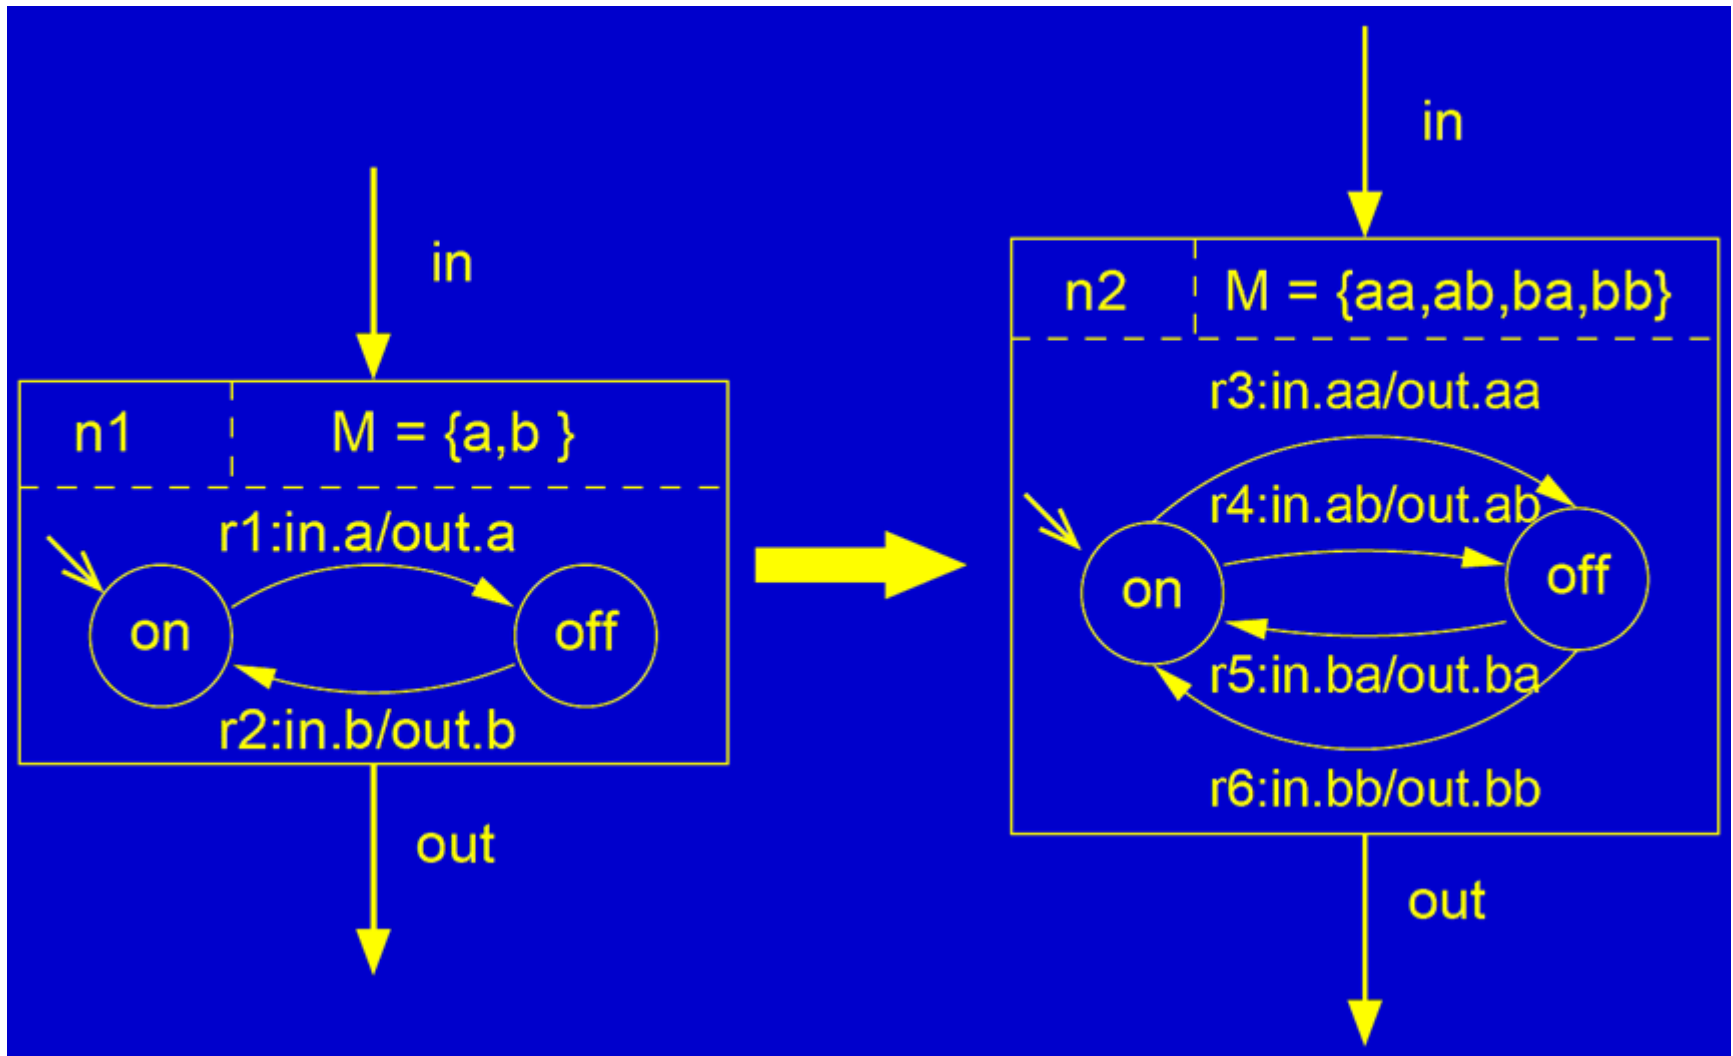 in
n1
M = {a,b }
r1:in.a/out.a
on
off
r2:in.b/out.b
out
in
n2
M = {aa,ab,ba,bb}
r3:in.aa/out.aa
r4:in.ab/out.ab
on
off
r5:in.ba/out.ba
r6:in.bb/out.bb
out